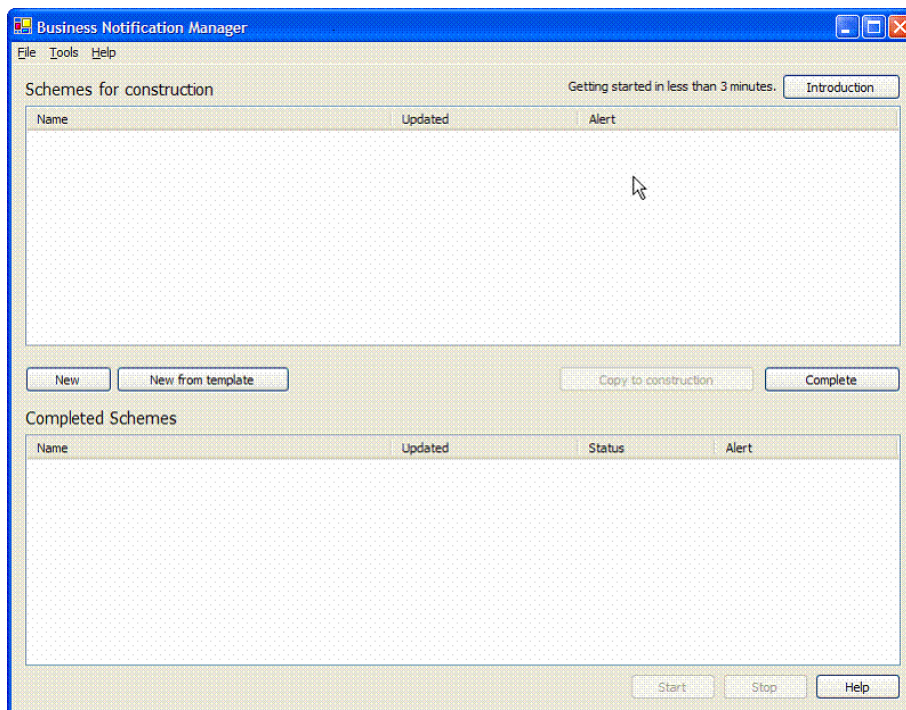 Business Notification Manager
File Tools Help
Schemes for construction Getting started in less than 3 minutes. Introduction
Name Updated Alert
New New from template Copy to construction Complete
Completed Schemes
Name Updated Status Alert
Start Stop Help